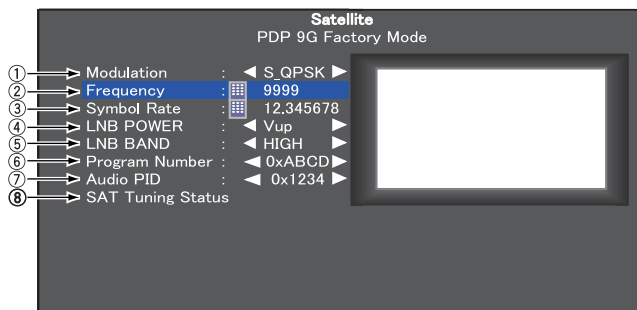 Satellite
PDP 9G Factory Mode
① Modulation : ◀ S_QPSK ▶
② Frequency : 9999
③ Symbol Rate : 12.345678
④ LNB POWER : ◀ Vup ▶
⑤ LNB BAND : ◀ HIGH ▶
⑥ Program Number : ◀ 0xABCD ▶
⑦ Audio PID : ◀ 0x1234 ▶
⑧ SAT Tuning Status